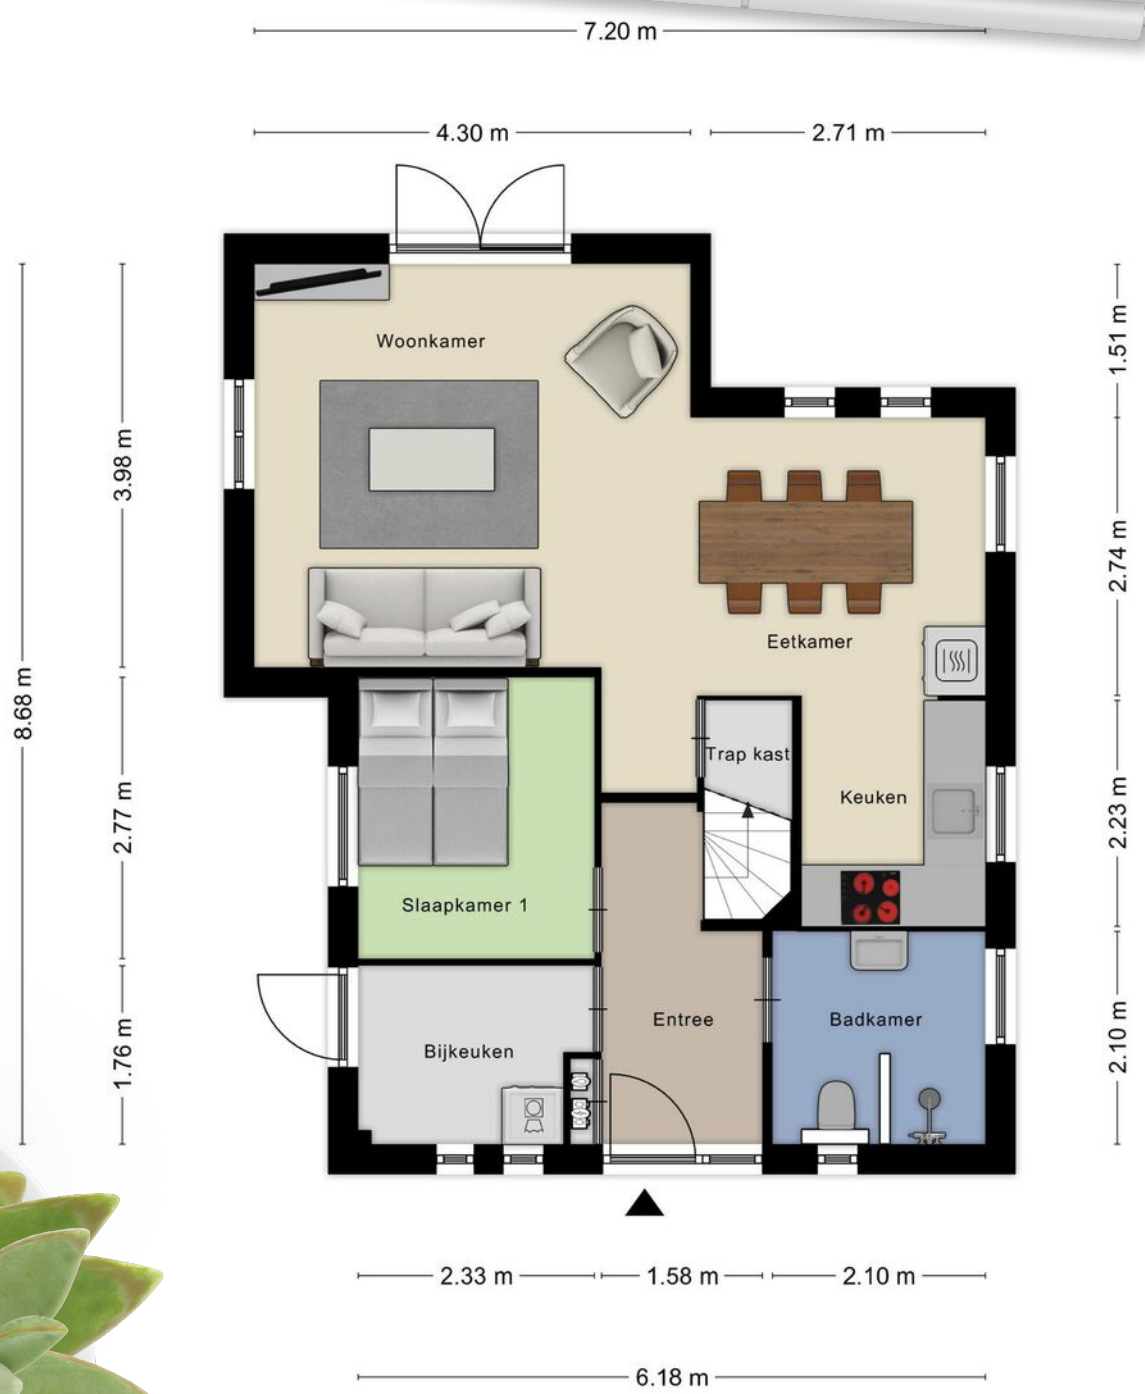 7.20 m
4.30 m
2.71 m
Woonkamer
1.51 m
3.98 m
2.74 m
Eetkamer
8.68 m
Trap kast
Keuken
2.77 m
2.23 m
Slaapkamer 1
Entree
Badkamer
Bijkeuken
1.76 m
2.10 m
2.33 m
1.58 m
2.10 m
6.18 m